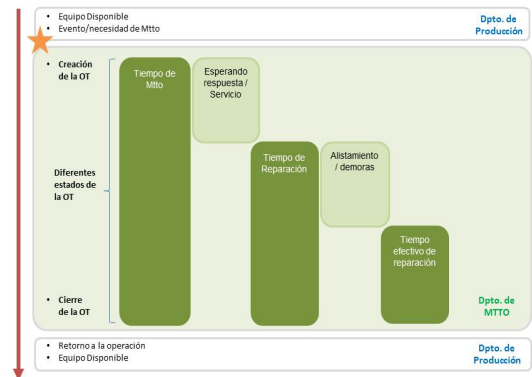 • Equipo Disponible
• Evento/necesidad de Mtto
Dpto. de
Producción
• Creación
de la OT
Tiempo de
Mtto
Esperando
respuesta /
Servicio
Diferentes
estados de
la OT
Tiempo de
Reparación
Alistamiento
/ demoras
Tiempo
efectivo de
reparación
• Cierre
de la OT
Dpto. de
MTTO
• Retorno a la operación
• Equipo Disponible
Dpto. de
Producción